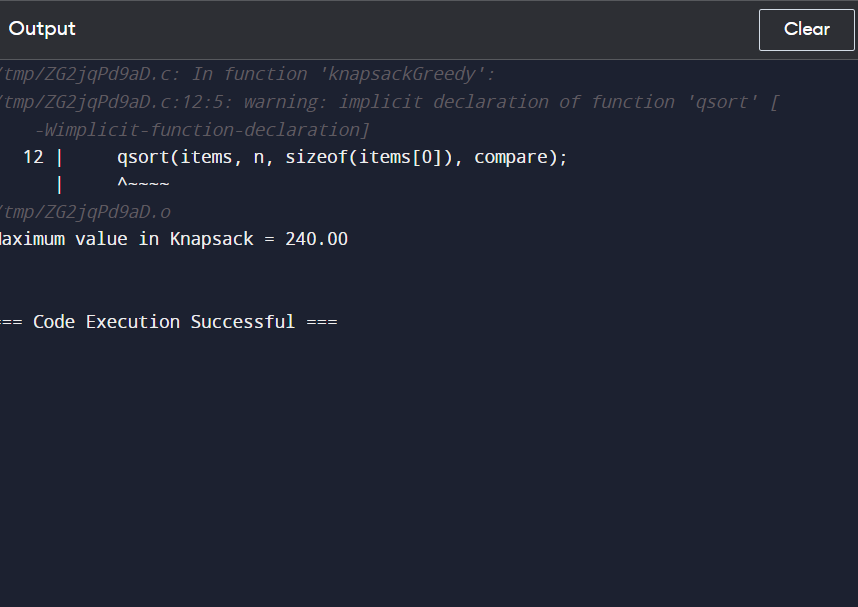 Output
Clear
/tmp/ZG2jqPd9aD.c: In function 'knapsackGreedy':
/tmp/ZG2jqPd9aD.c:12:5: warning: implicit declaration of function 'qsort' [
-Wimplicit-function-declaration]
12 | qsort(items, n, sizeof(items[0]), compare);
| ^~~~~
/tmp/ZG2jqPd9aD.o
Maximum value in Knapsack = 240.00
=== Code Execution Successful ===